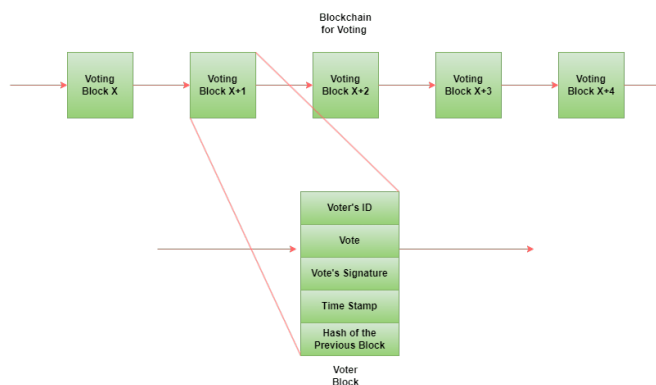 Blockchain
for Voting
Voting
Block X
Voting
Block X+1
Voting
Block X+2
Voting
Block X+3
Voting
Block X+4
Voter's ID
Vote
Vote's Signature
Time Stamp
Hash of the
Previous Block
Voter
Block